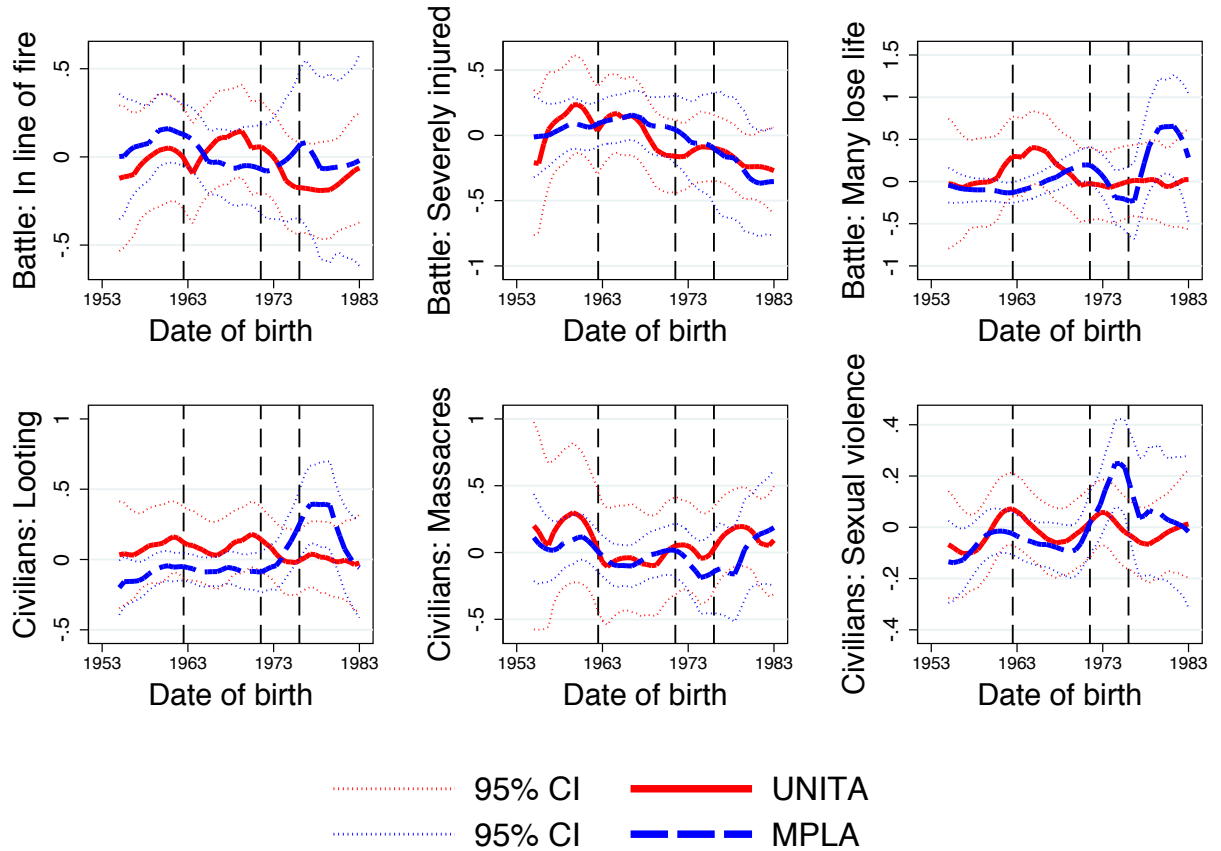 Battle: In line of fire
.5
0
-.5
1953 1963 1973 1983
Date of birth
Battle: Severely injured
.5
0
-.5
-1
1953 1963 1973 1983
Date of birth
Battle: Many lose life
1.5
1
.5
0
-.5
-1
1953 1963 1973 1983
Date of birth
Civilians: Looting
1
.5
0
-.5
1953 1963 1973 1983
Date of birth
Civilians: Massacres
1
.5
0
-.5
1953 1963 1973 1983
Date of birth
Civilians: Sexual violence
.4
.2
0
-.2
-.4
1953 1963 1973 1983
Date of birth
95% CI UNITA
95% CI MPLA